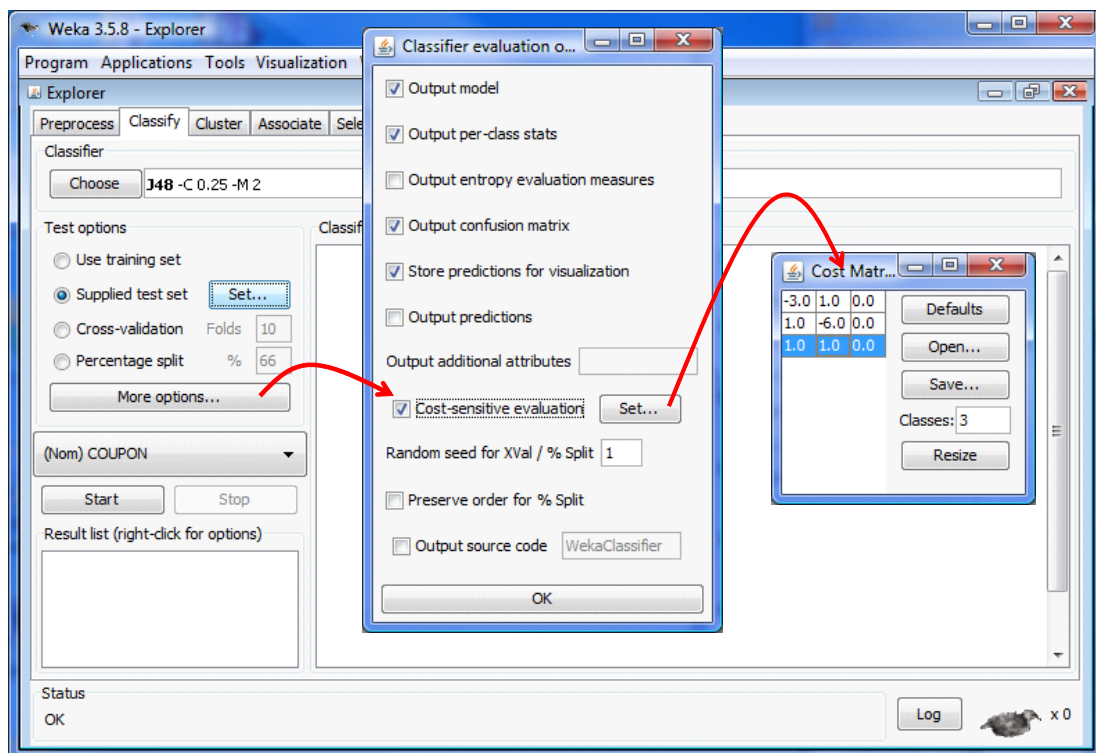 Weka 3.5.8 - Explorer
Program Applications Tools Visualization
Explorer
Preprocess Classify Cluster Associate Sele
Classifier
Choose J48 -C 0.25 -M 2
Test options
Use training set
Supplied test set Set...
Cross-validation Folds 10
Percentage split % 66
More options...
(Nom) COUPON
Start Stop
Result list (right-click for options)
Classif
Status
OK
Log x 0
Classifier evaluation o...
Output model
Output per-class stats
Output entropy evaluation measures
Output confusion matrix
Store predictions for visualization
Output predictions
Output additional attributes
Cost-sensitive evaluation Set...
Random seed for XVal / % Split 1
Preserve order for % Split
Output source code WekaClassifier
OK
Cost Matr...
-3.0 1.0 0.0
1.0 -6.0 0.0
1.0 1.0 0.0
Defaults
Open...
Save...
Classes: 3
Resize